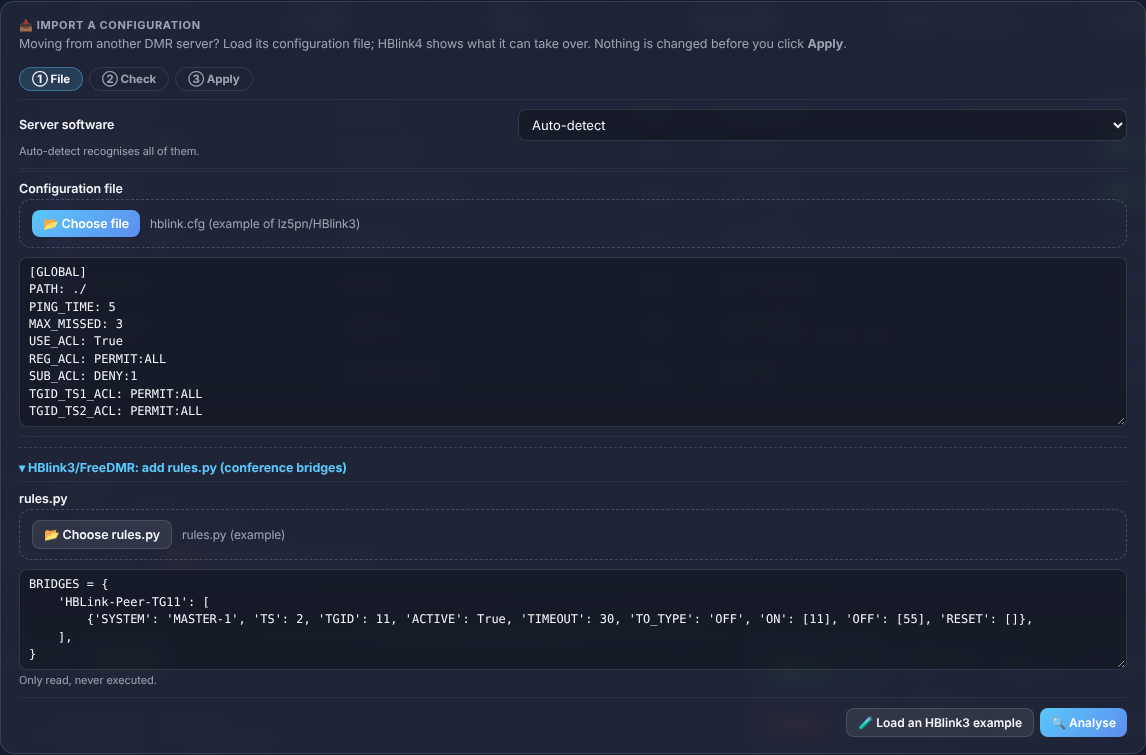 📥 IMPORT A CONFIGURATION
Moving from another DMR server? Load its configuration file; HBlink4 shows what it can take over. Nothing is changed before you click Apply.
① File ② Check ③ Apply
Server software
Auto-detect
Auto-detect recognises all of them.
Configuration file
📂 Choose file hblink.cfg (example of lz5pn/HBlink3)
[GLOBAL]
PATH: ./
PING_TIME: 5
MAX_MISSED: 3
USE_ACL: True
REG_ACL: PERMIT:ALL
SUB_ACL: DENY:1
TGID_TS1_ACL: PERMIT:ALL
TGID_TS2_ACL: PERMIT:ALL
▾ HBlink3/FreeDMR: add rules.py (conference bridges)
rules.py
📂 Choose rules.py rules.py (example)
BRIDGES = {
    'HBLink-Peer-TG11': [
        {'SYSTEM': 'MASTER-1', 'TS': 2, 'TGID': 11, 'ACTIVE': True, 'TIMEOUT': 30, 'TO_TYPE': 'OFF', 'ON': [11], 'OFF': [55], 'RESET': []},
    ],
}
Only read, never executed.
🧪 Load an HBlink3 example 🔍 Analyse